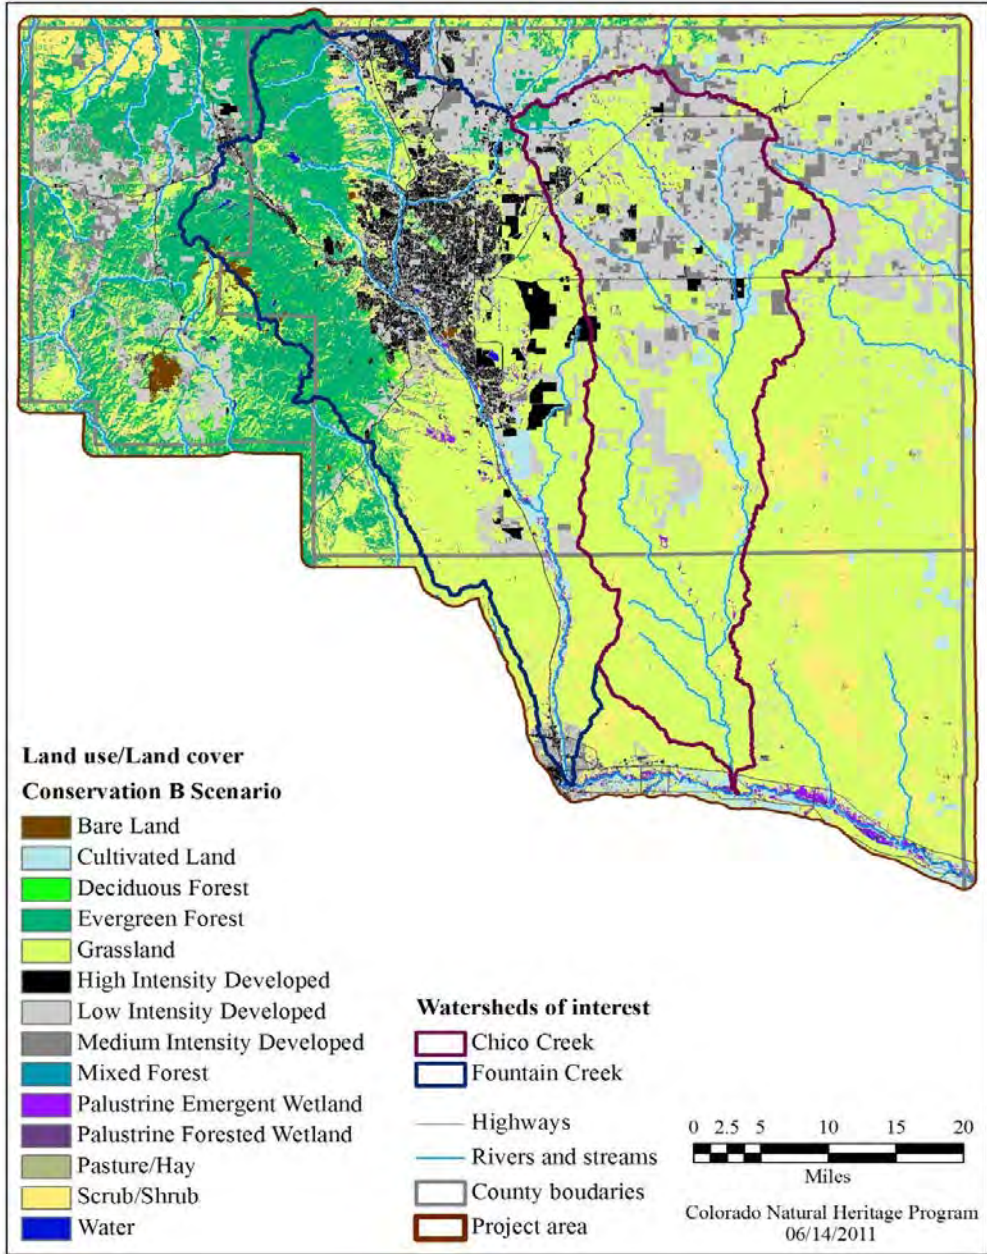 Land use/Land cover
Conservation B Scenario
Bare Land
Cultivated Land
Deciduous Forest
Evergreen Forest
Grassland
High Intensity Developed
Low Intensity Developed
Medium Intensity Developed
Mixed Forest
Palustrine Emergent Wetland
Palustrine Forested Wetland
Pasture/Hay
Scrub/Shrub
Water
Watersheds of interest
Chico Creek
Fountain Creek
Highways
Rivers and streams
County boudaries
Project area
0 2.5 5 10 15 20
Miles
Colorado Natural Heritage Program
06/14/2011